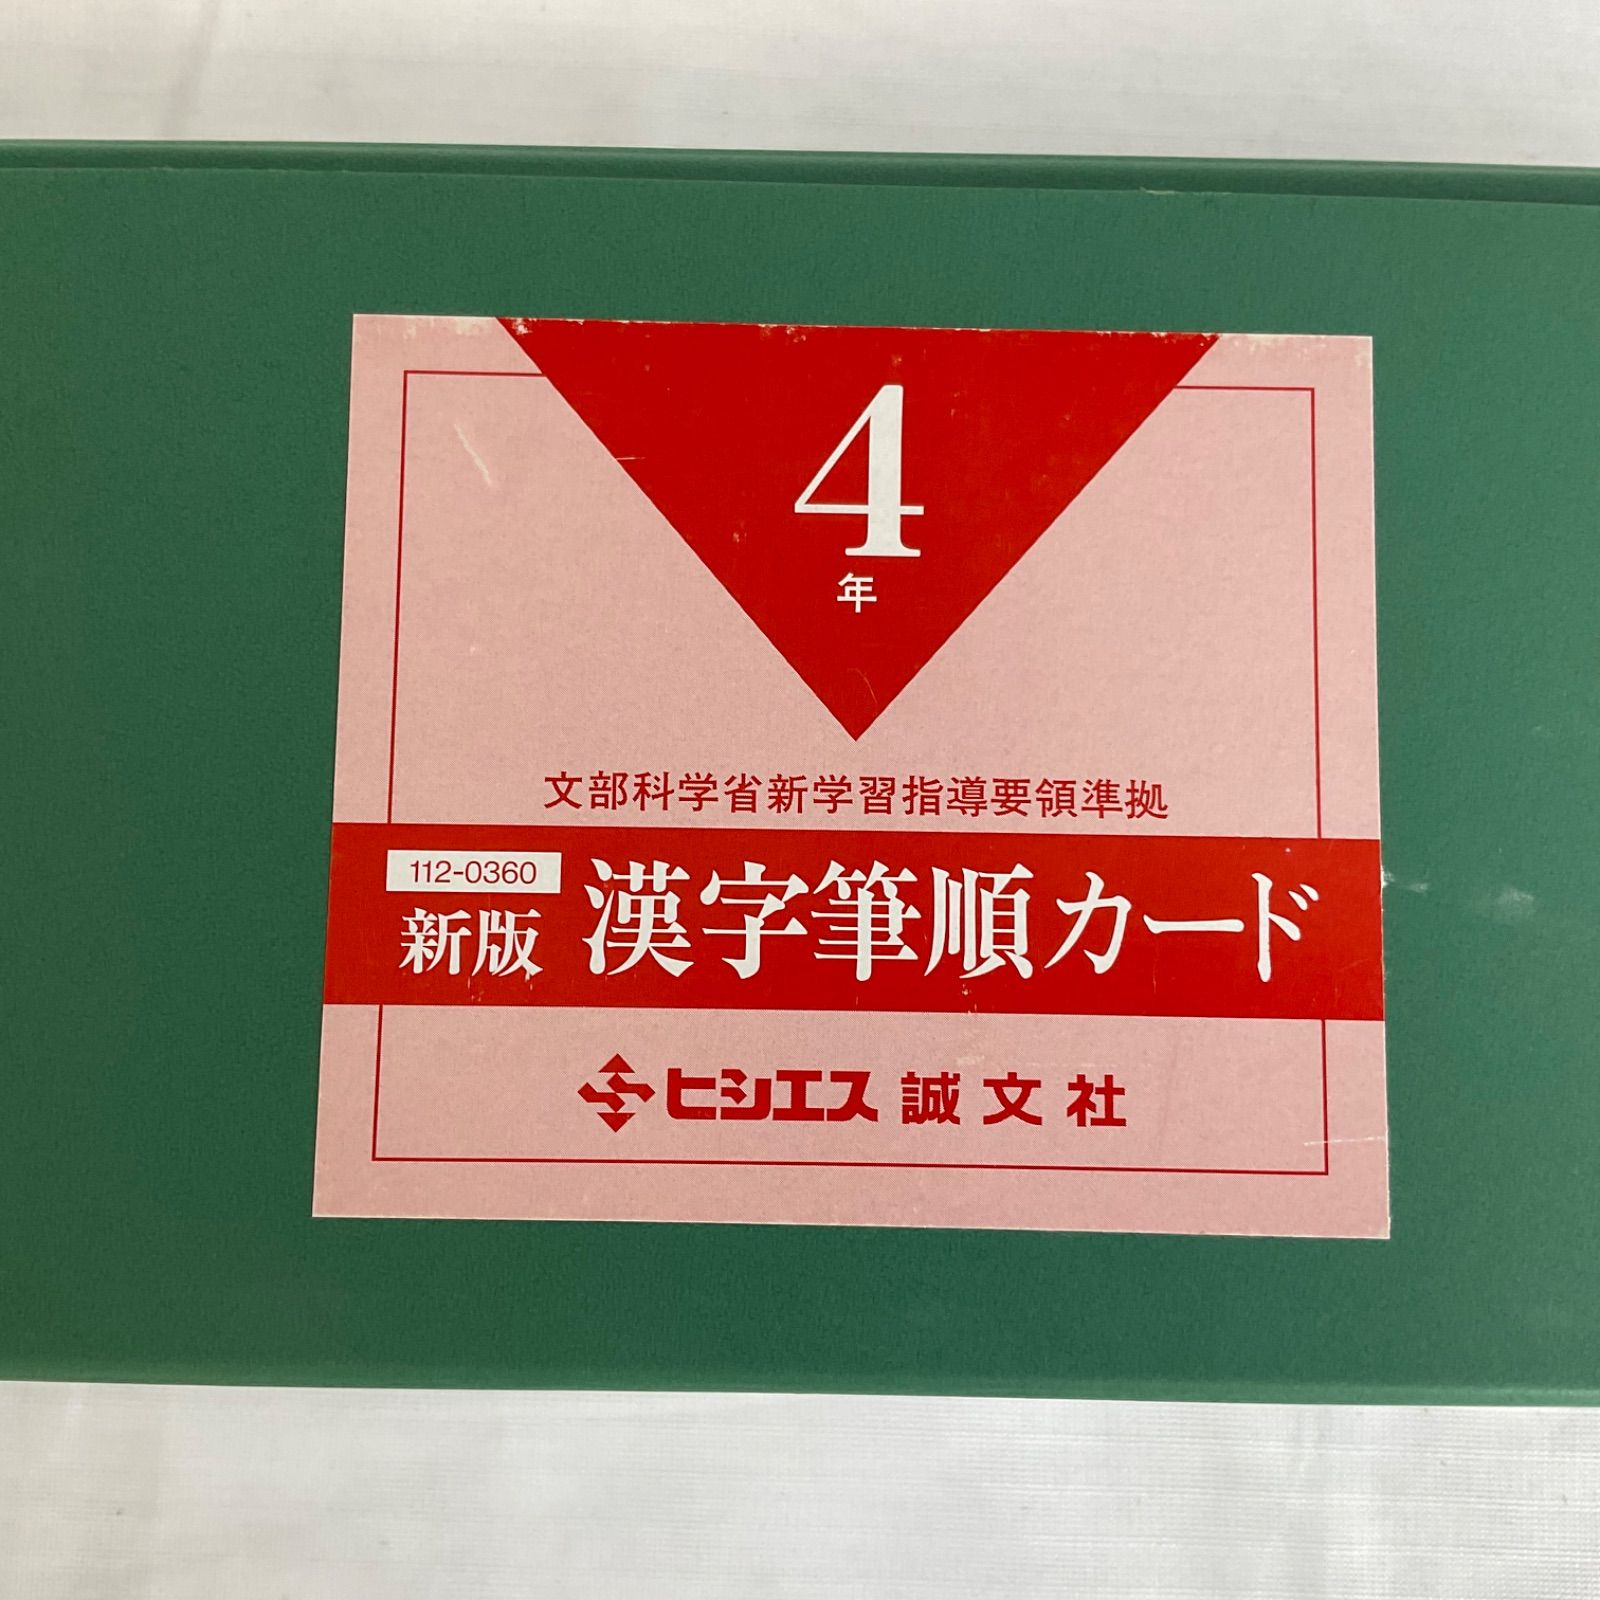 4
年
文部科学省新学習指導要領準拠
112-0360
新版 漢字筆順カード
ヒシエス 誠文社